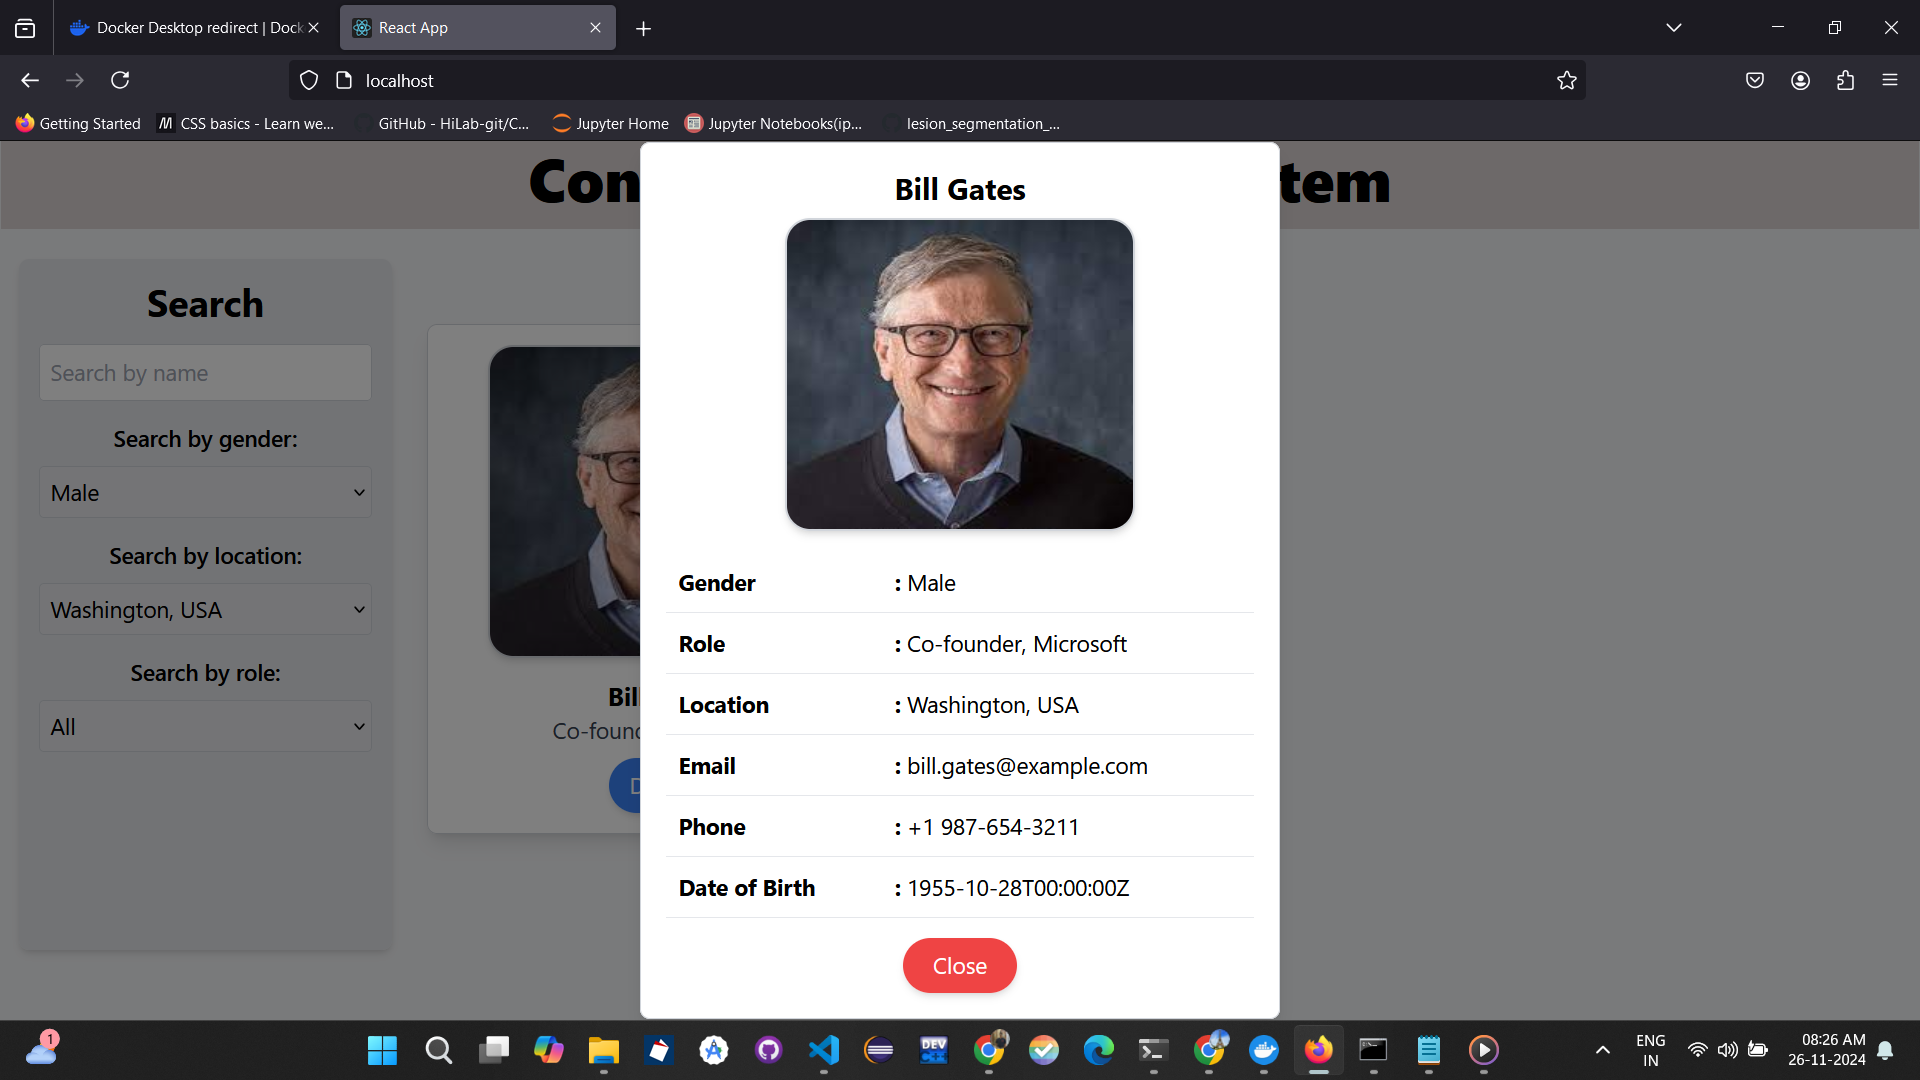 Docker Desktop redirect | Dock
React App
localhost
Getting Started
CSS basics - Learn we...
GitHub - HiLab-git/C...
Jupyter Home
Jupyter Notebooks(ip...
lesion_segmentation_...
Con
tem
Search
Search by name
Search by gender:
Male
Search by location:
Washington, USA
Search by role:
All
Bil
Co-found
D
Bill Gates
Gender : Male
Role : Co-founder, Microsoft
Location : Washington, USA
Email : bill.gates@example.com
Phone : +1 987-654-3211
Date of Birth : 1955-10-28T00:00:00Z
Close
1
DEV
C++
ENG
IN
08:26 AM
26-11-2024